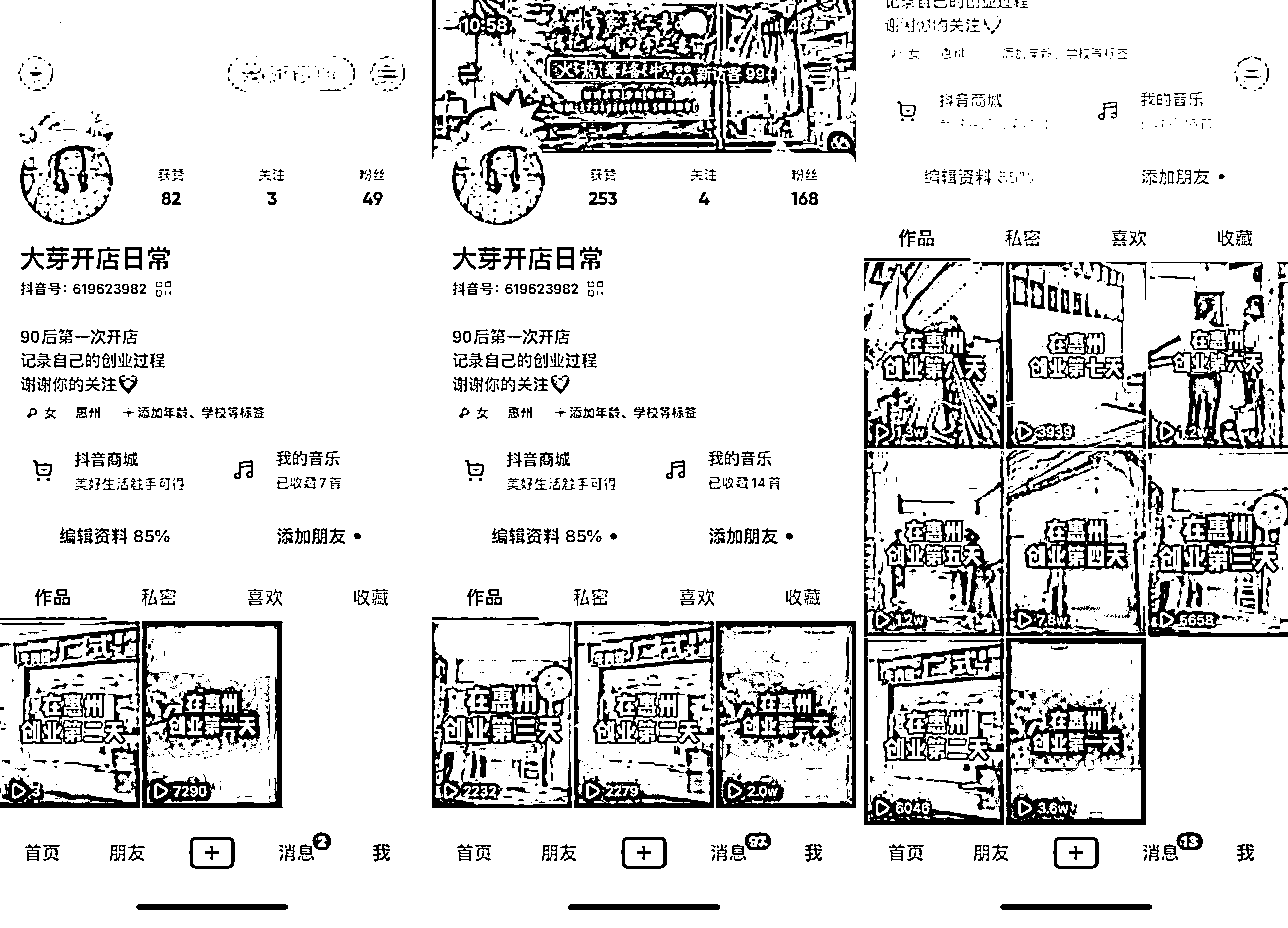 获赞 关注 粉丝
82 3 49
大芽开店日常
抖音号：619623982
90后第一次开店
记录自己的创业过程
谢谢你的关注
女 惠州 +添加年龄、学校等标签
抖音商城 我的音乐
美好生活触手可得 已收藏7首
编辑资料 85% 添加朋友
作品 私密 喜欢 收藏
在惠州
创业第二天
3
在惠州
创业第一天
7290
首页 朋友 消息 2 我
10:58
新访客 99+
获赞 关注 粉丝
253 4 168
大芽开店日常
抖音号：619623982
90后第一次开店
记录自己的创业过程
谢谢你的关注
女 惠州 +添加年龄、学校等标签
抖音商城 我的音乐
美好生活触手可得 已收藏14首
编辑资料 85% 添加朋友
作品 私密 喜欢 收藏
在惠州
创业第三天
2232
在惠州
创业第二天
2279
在惠州
创业第一天
2.0w
首页 朋友 消息 我
记录自己的创业过程
谢谢你的关注
女 惠州 添加年龄、学校等标签
抖音商城 我的音乐
编辑资料 85% 添加朋友
作品 私密 喜欢 收藏
在惠州
创业第八天
在惠州
创业第七天
3939
在惠州
创业第六天
1.2w
在惠州
创业第五天
12w
在惠州
创业第四天
7.8w
在惠州
创业第三天
5658
在惠州
创业第二天
6046
在惠州
创业第一天
3.6w
首页 朋友 消息 13 我